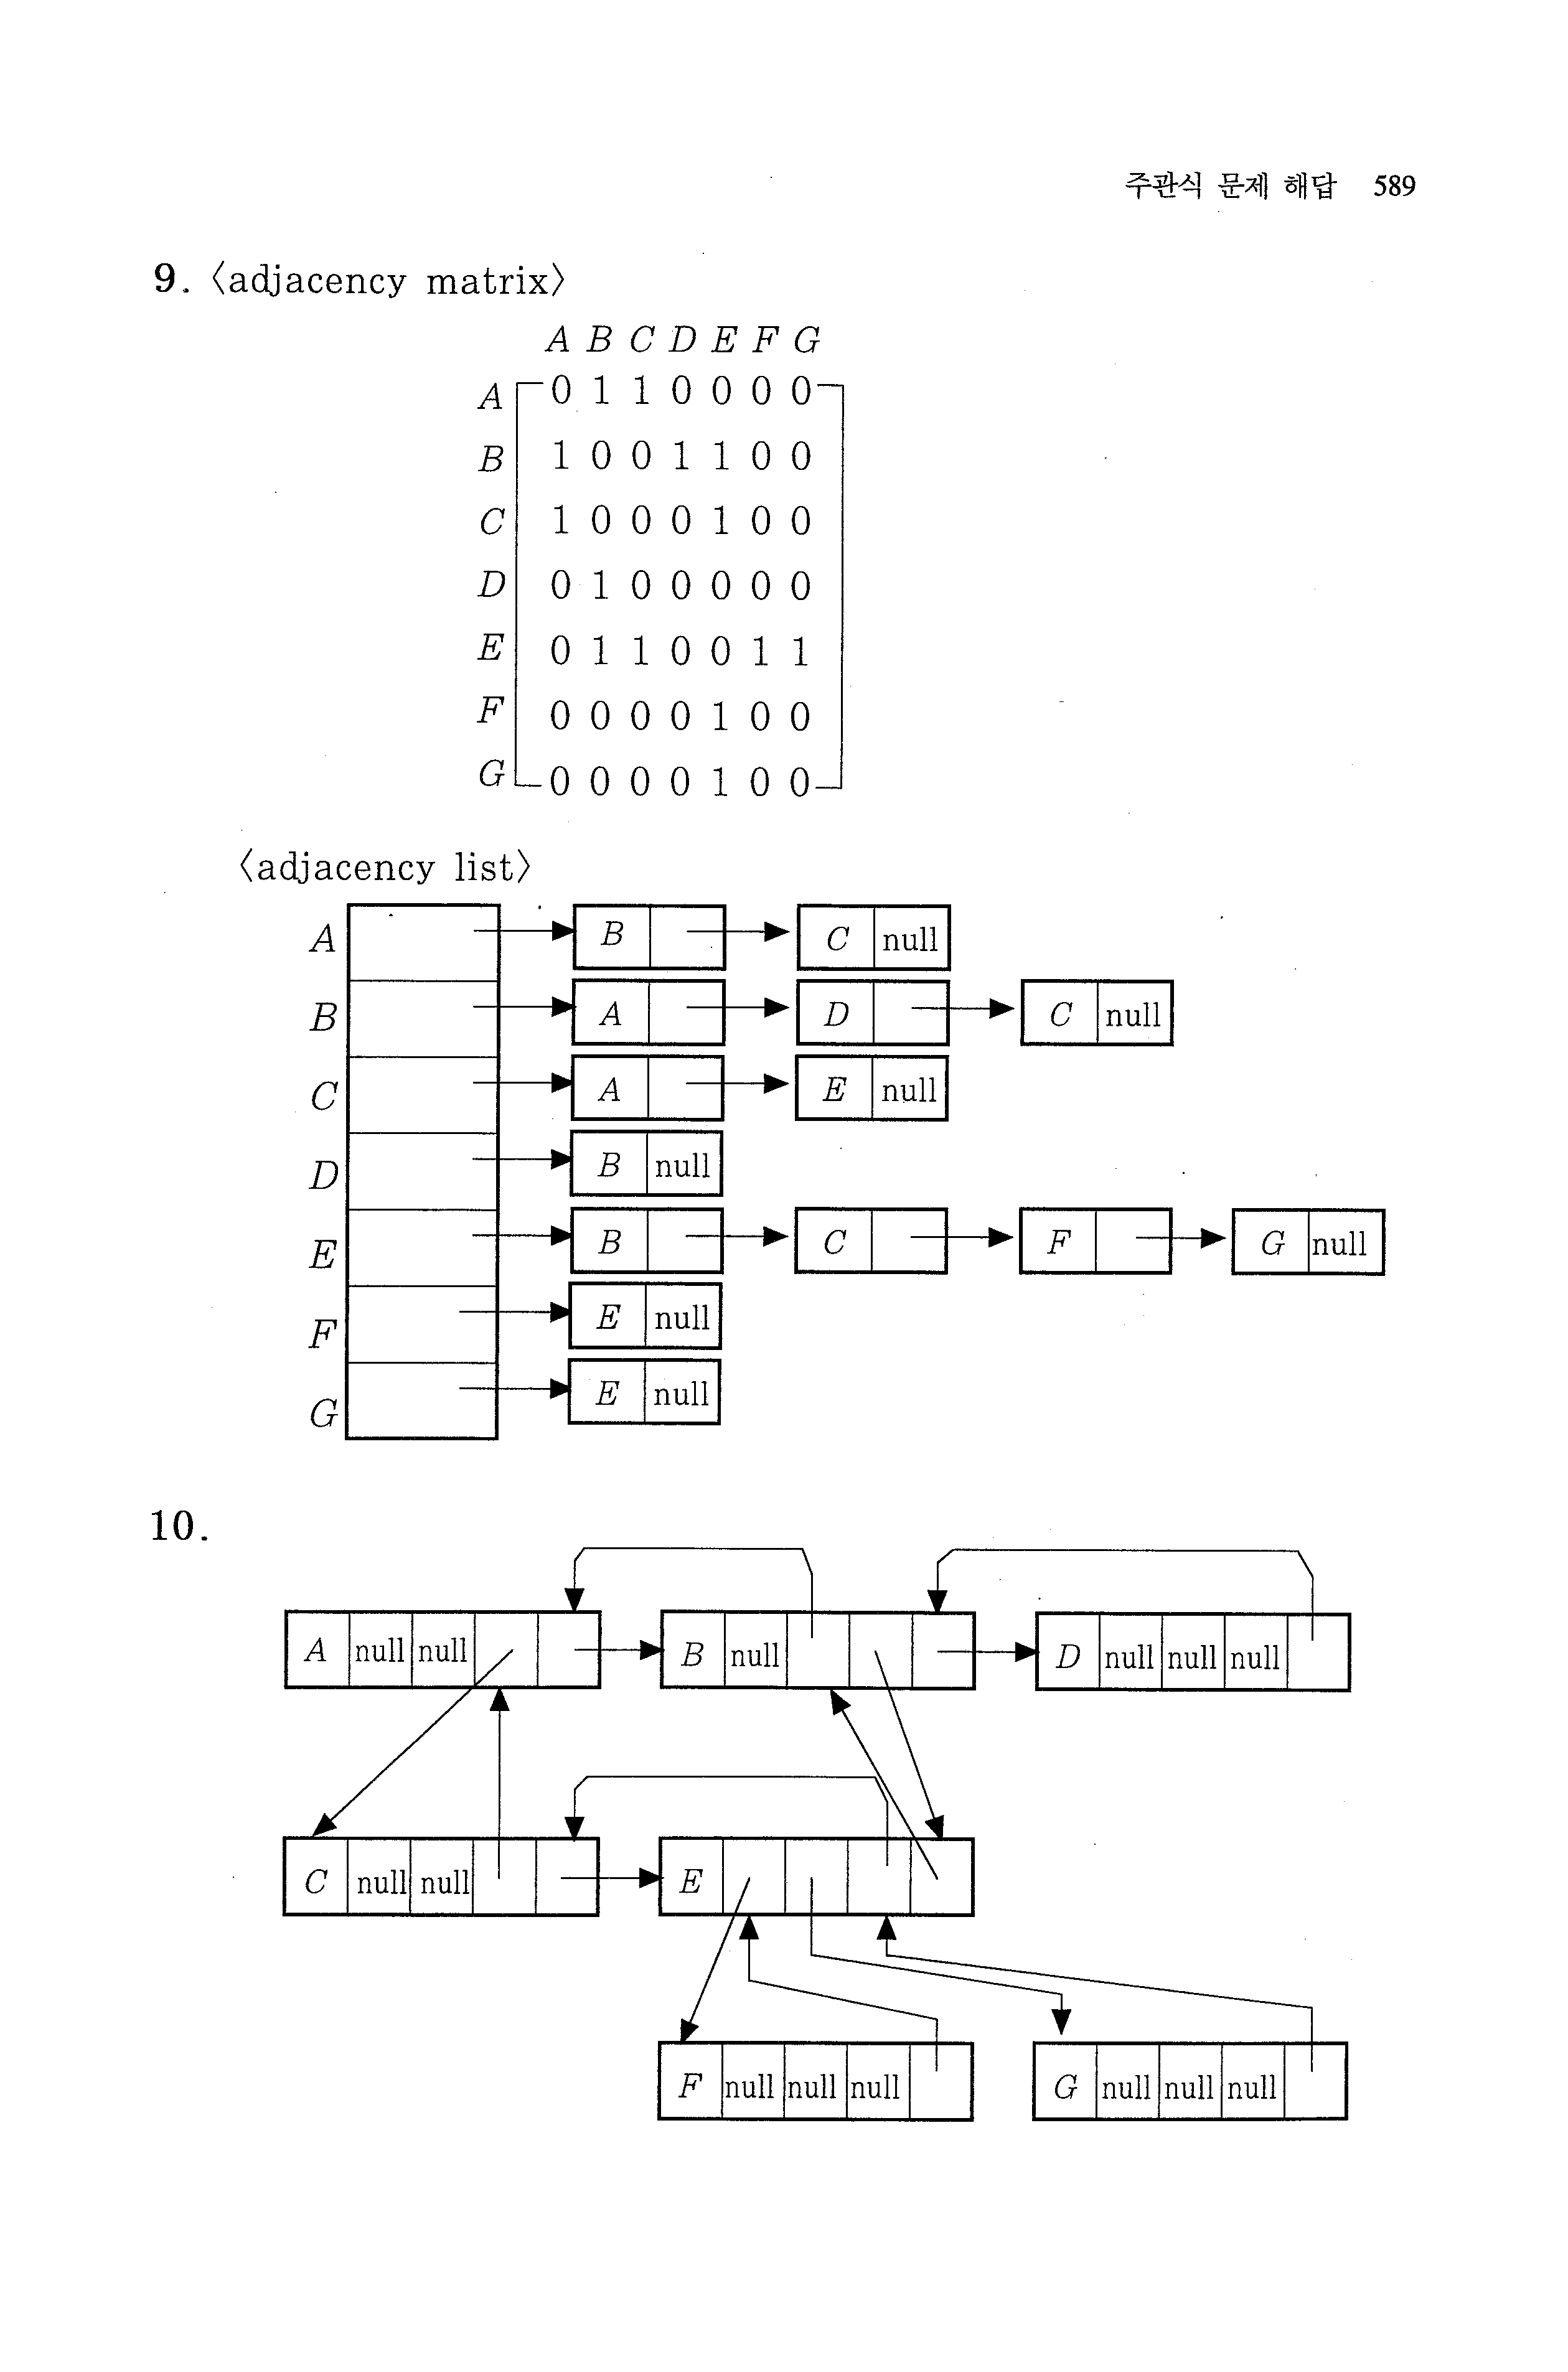 주관식 문제 해답 589
9. 〈adjacency matrix〉
A B C D E F G
A 0 1 1 0 0 0 0
B 1 0 0 1 1 0 0
C 1 0 0 0 1 0 0
D 0 1 0 0 0 0 0
E 0 1 1 0 0 1 1
F 0 0 0 0 1 0 0
G 0 0 0 0 1 0 0
〈adjacency list〉
A B C null
B A D C null
C A E null
D B null
E B C F G null
F E null
G E null
10.
A null null B null D null null null
C null null E
F null null null G null null null